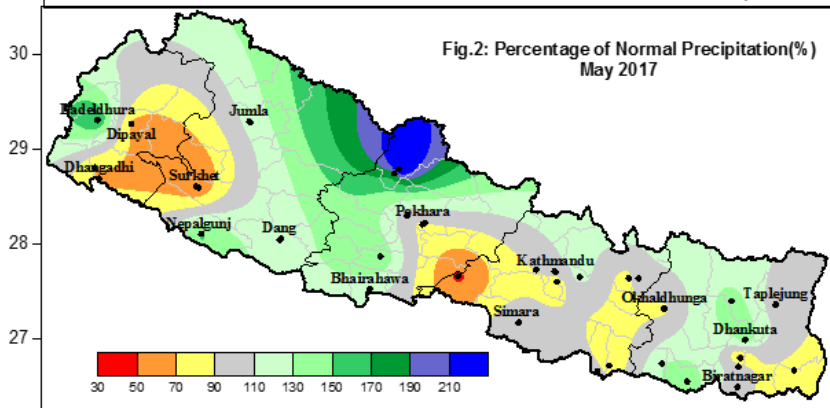 Fig.2: Percentage of Normal Precipitation(%)
May 2017
30
29
28
27
Dadeldhura
Dipayal
Jumla
Dhangadhi
Surkhet
Nepalgunj
Dang
Pokhara
Bhairahawa
Kathmandu
Simara
Okhaldhunga
Taplejung
Dhankuta
Biratnagar
30 50 70 90 110 130 150 170 190 210